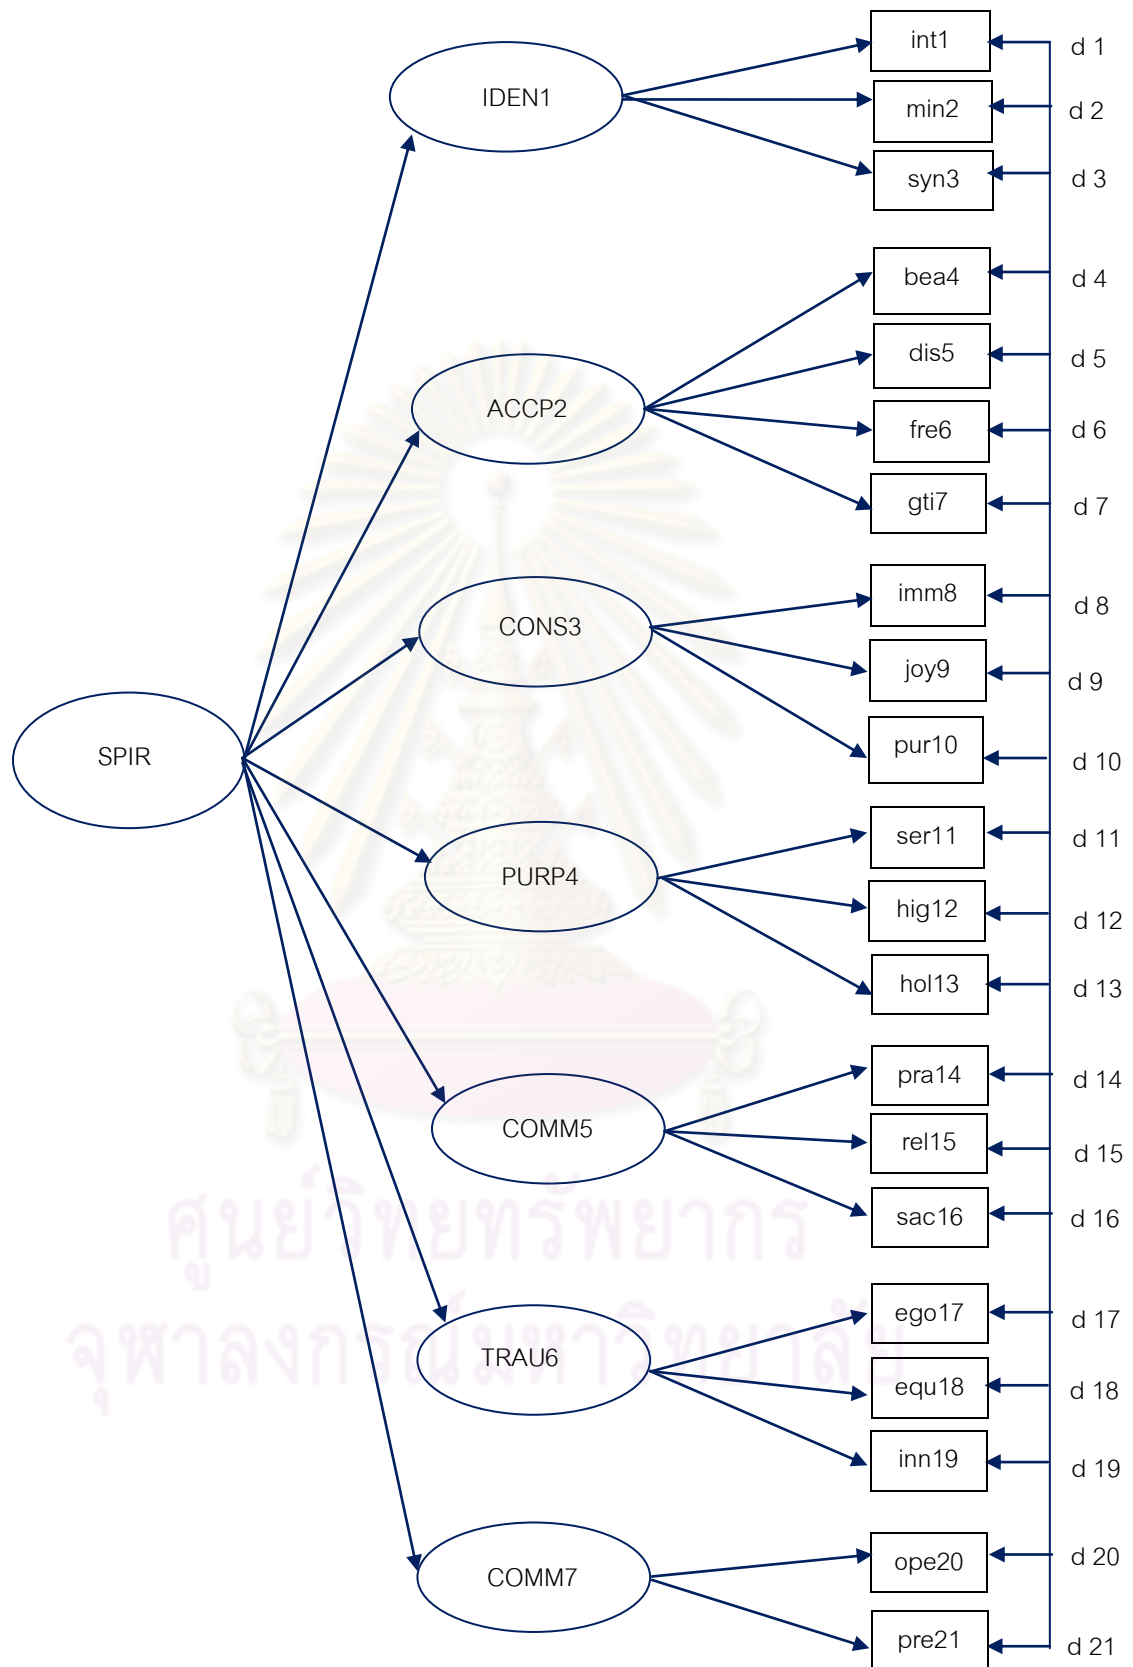 int1 d 1
IDEN1
min2 d 2
syn3 d 3
bea4 d 4
dis5 d 5
ACCP2
fre6 d 6
gti7 d 7
imm8 d 8
CONS3
joy9 d 9
pur10 d 10
SPIR
ser11 d 11
PURP4
hig12 d 12
hol13 d 13
pra14 d 14
COMM5
rel15 d 15
sac16 d 16
ศูนย์วิทยทรัพยากร
ego17 d 17
จุฬาลงกรณ์มหาวิทยาลัย
TRAU6
equ18 d 18
inn19 d 19
ope20 d 20
COMM7
pre21 d 21